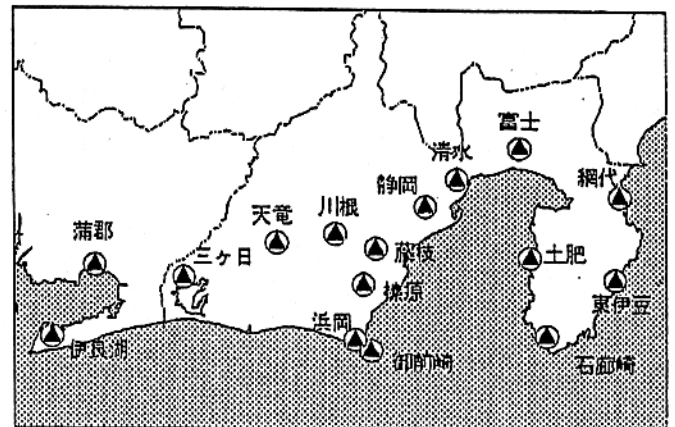 富士
清水
網代
静岡
川根
天竜
蒲郡
三ヶ日
藤枝
土肥
榛原
東伊豆
浜岡
伊良湖
御前崎
石廊崎